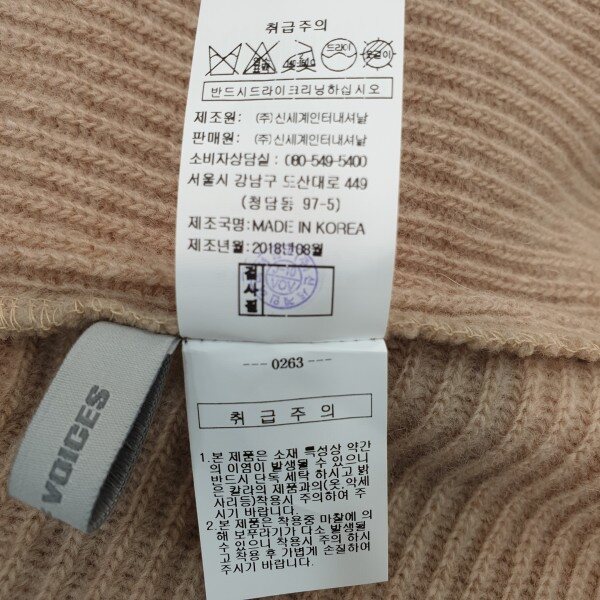 취급주의
드라이
옷걸이
반드시드라이크리닝하십시오
제조원: (주)신세계인터내셔날
판매원: (주)신세계인터내셔날
소비자상담실: 080-549-5400
서울시 강남구 도산대로 449
(청담동 97-5)
제조국명:MADE IN KOREA
제조년월:2018년08월
검사필
VOV
VOICES
---0263---
취급주의
1.본 제품은 소재 특성상 약간
의 이염이 발생될 수 있으니
반드시 단독 세탁 하시고 밝
은 칼라의 제품과의(옷,악세
사리등)착용시 주의하여 주
시기 바랍니다.
2.본 제품은 착용중 마찰에 의
해 보푸라기가 다소 발생될
수 있으니 착용시 주의 하시
고 착용 후 가볍게 손질하여
주시기 바랍니다.